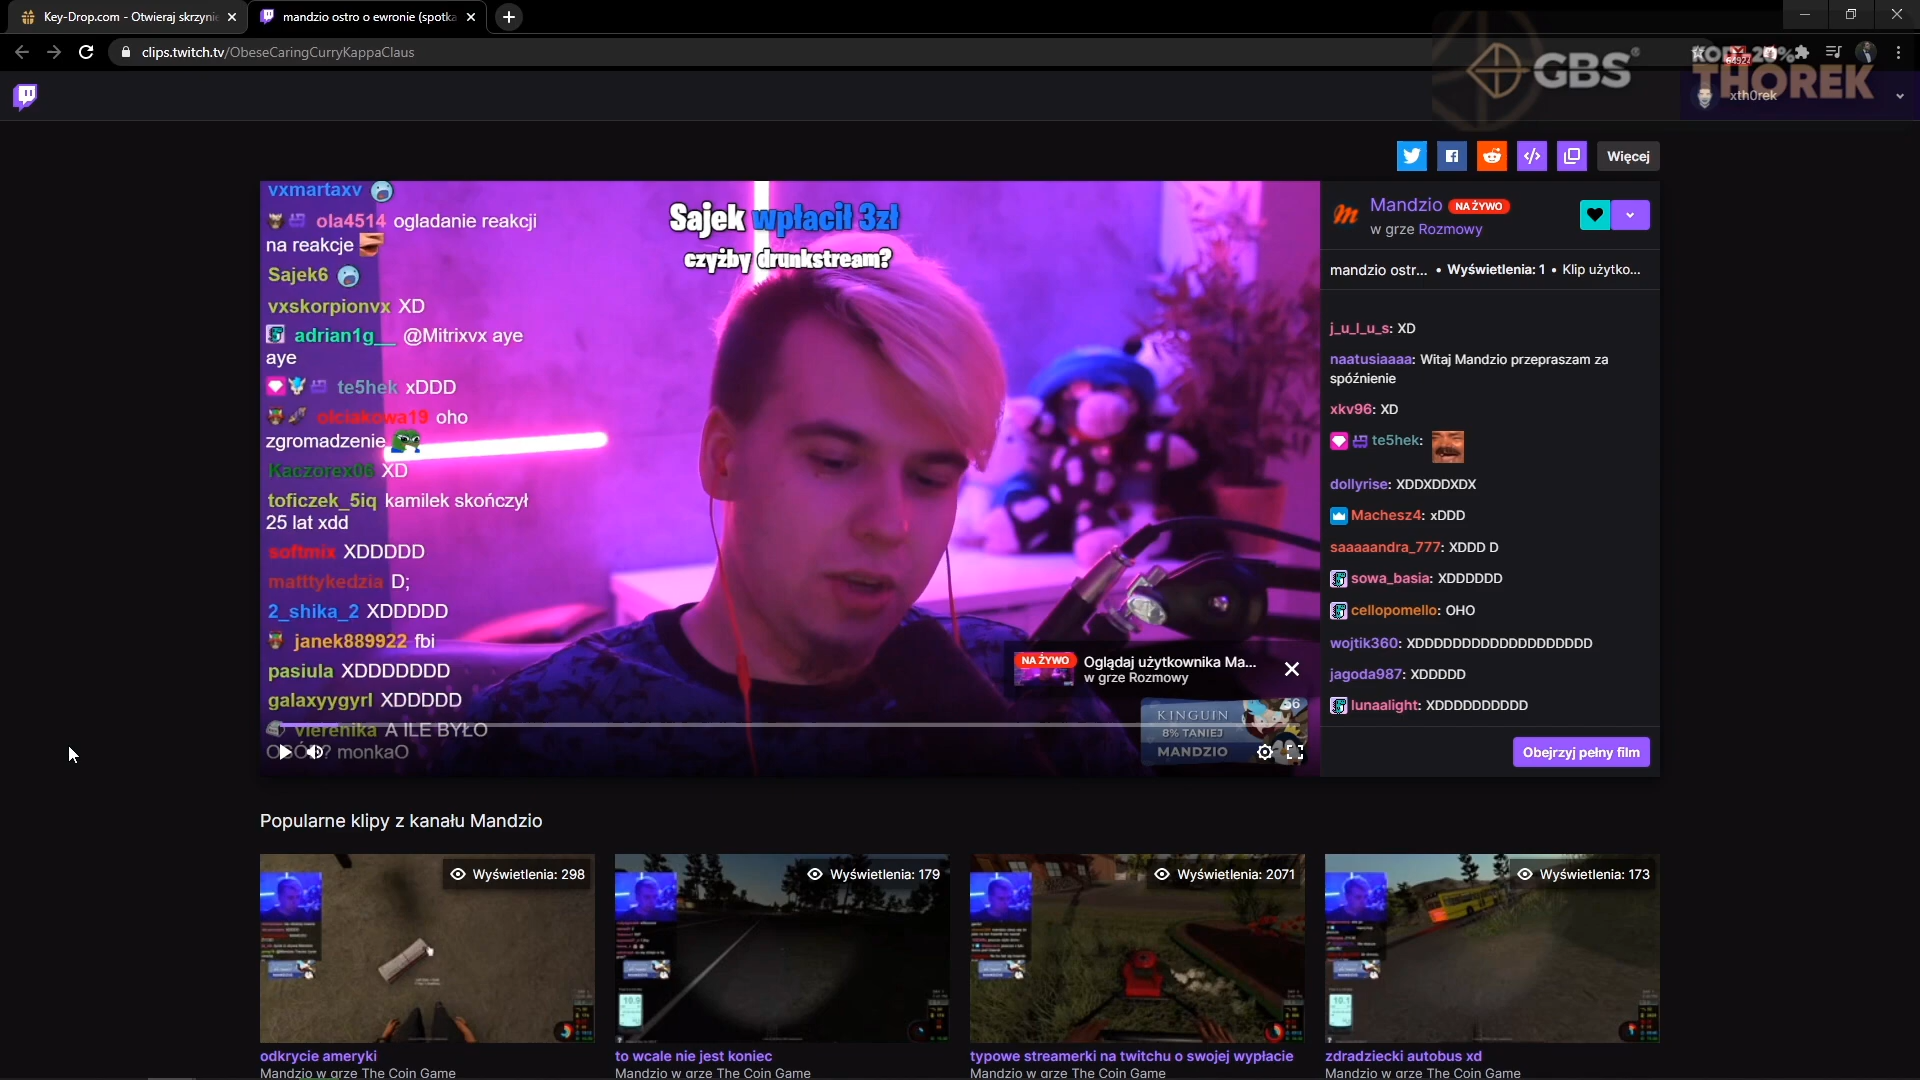 Key-Drop.com - Otwieraj skrzynie
mandzio ostro o ewronie (spotka
clips.twitch.tv/ObeseCaringCurryKappaClaus
GBS
THOREK
xth0rek
Więcej
vxmartaxv
ola4514 ogladanie reakcji
na reakcje
Sajek6
vxskorpionvx XD
adrian1g__ @Mitrixvx aye
aye
te5hek xDDD
olciakowa19 oho
zgromadzenie
Kaczorex06 XD
toficzek_5iq kamilek skończył
25 lat xdd
softmix XDDDDD
matttykedzia D;
2_shika_2 XDDDDD
janek889922 fbi
pasiula XDDDDDDD
galaxyygyrl XDDDDD
vierenika A ILE BYŁO
monkaO
Sajek wpłacił 3zł
czyżby drunkstream?
NA ŻYWO
Oglądaj użytkownika Ma...
w grze Rozmowy
KINGUIN
8% TANIEJ
MANDZIO
Mandzio NA ŻYWO
w grze Rozmowy
mandzio ostr... • Wyświetlenia: 1 • Klip użytko...
j_u_l_u_s: XD
naatusiaaaa: Witaj Mandzio przepraszam za
spóźnienie
xkv96: XD
te5hek:
dollyrise: XDDXDDXDX
Machesz4: xDDD
saaaaandra_777: XDDD D
sowa_basia: XDDDDDD
cellopomello: OHO
wojtik360: XDDDDDDDDDDDDDDDDDDD
jagoda987: XDDDDD
lunaalight: XDDDDDDDDDD
Obejrzyj pełny film
Popularne klipy z kanału Mandzio
Wyświetlenia: 298
Wyświetlenia: 179
Wyświetlenia: 2071
Wyświetlenia: 173
odkrycie ameryki
Mandzio w grze The Coin Game
to wcale nie jest koniec
Mandzio w grze The Coin Game
typowe streamerki na twitchu o swojej wypłacie
Mandzio w grze The Coin Game
zdradziecki autobus xd
Mandzio w grze The Coin Game